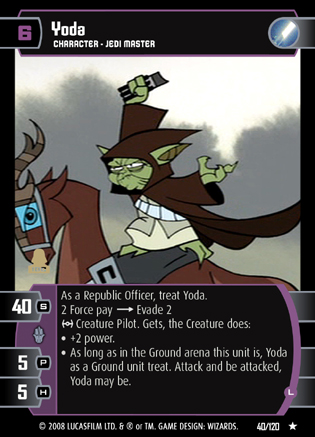 6
Yoda
CHARACTER - JEDI MASTER
As a Republic Officer, treat Yoda.
2 Force pay → Evade 2
Creature Pilot. Gets, the Creature does:
• +2 power.
• As long as in the Ground arena this unit is, Yoda
as a Ground unit treat. Attack and be attacked,
Yoda may be.
40 S
5 P
5 H
L
© 2008 LUCASFILM LTD. & ® or TM. GAME DESIGN: WIZARDS.
40/120 ★